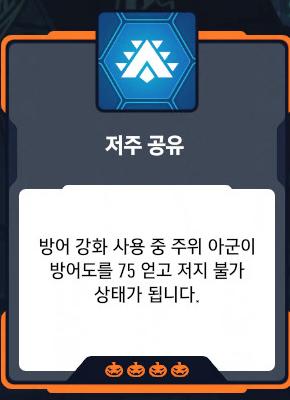 저주 공유
방어 강화 사용 중 주위 아군이
방어도를 75 얻고 저지 불가
상태가 됩니다.